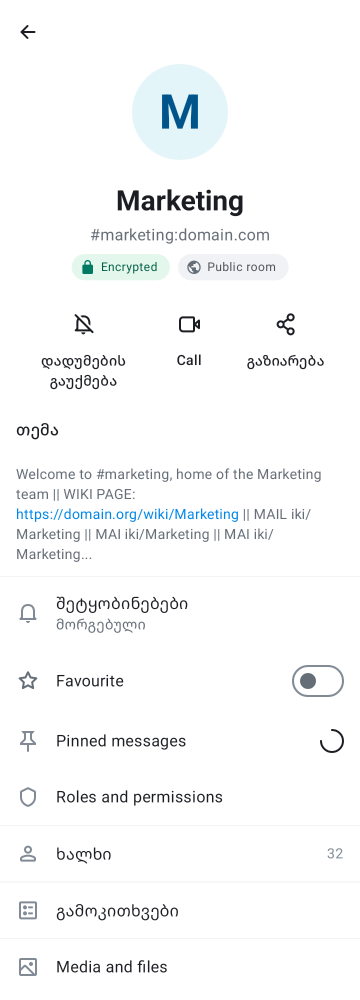 M
Marketing
#marketing:domain.com
Encrypted
Public room
დადუმების
გაუქმება
Call
გაზიარება
თემა
Welcome to #marketing, home of the Marketing
team || WIKI PAGE:
https://domain.org/wiki/Marketing || MAIL iki/
Marketing || MAI iki/Marketing || MAI iki/
Marketing...
შეტყობინებები
მორგებული
Favourite
Pinned messages
Roles and permissions
ხალხი
32
გამოკითხვები
Media and files